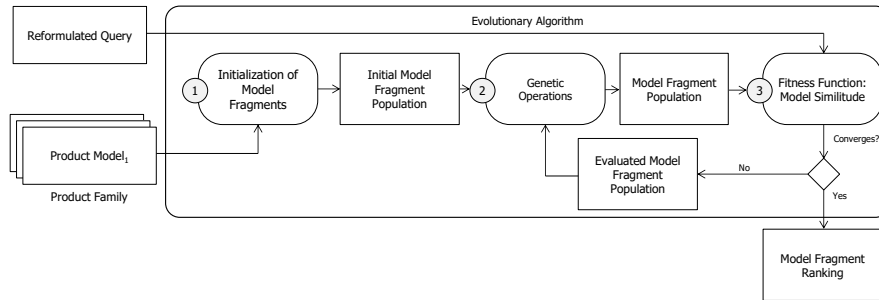 Evolutionary Algorithm
Reformulated Query
1
Initialization of
Model
Fragments
Initial Model
Fragment
Population
2
Genetic
Operations
Model Fragment
Population
3
Fitness Function:
Model Similitude
Converges?
Product Model1
Product Family
Evaluated Model
Fragment
Population
No
Yes
Model Fragment
Ranking